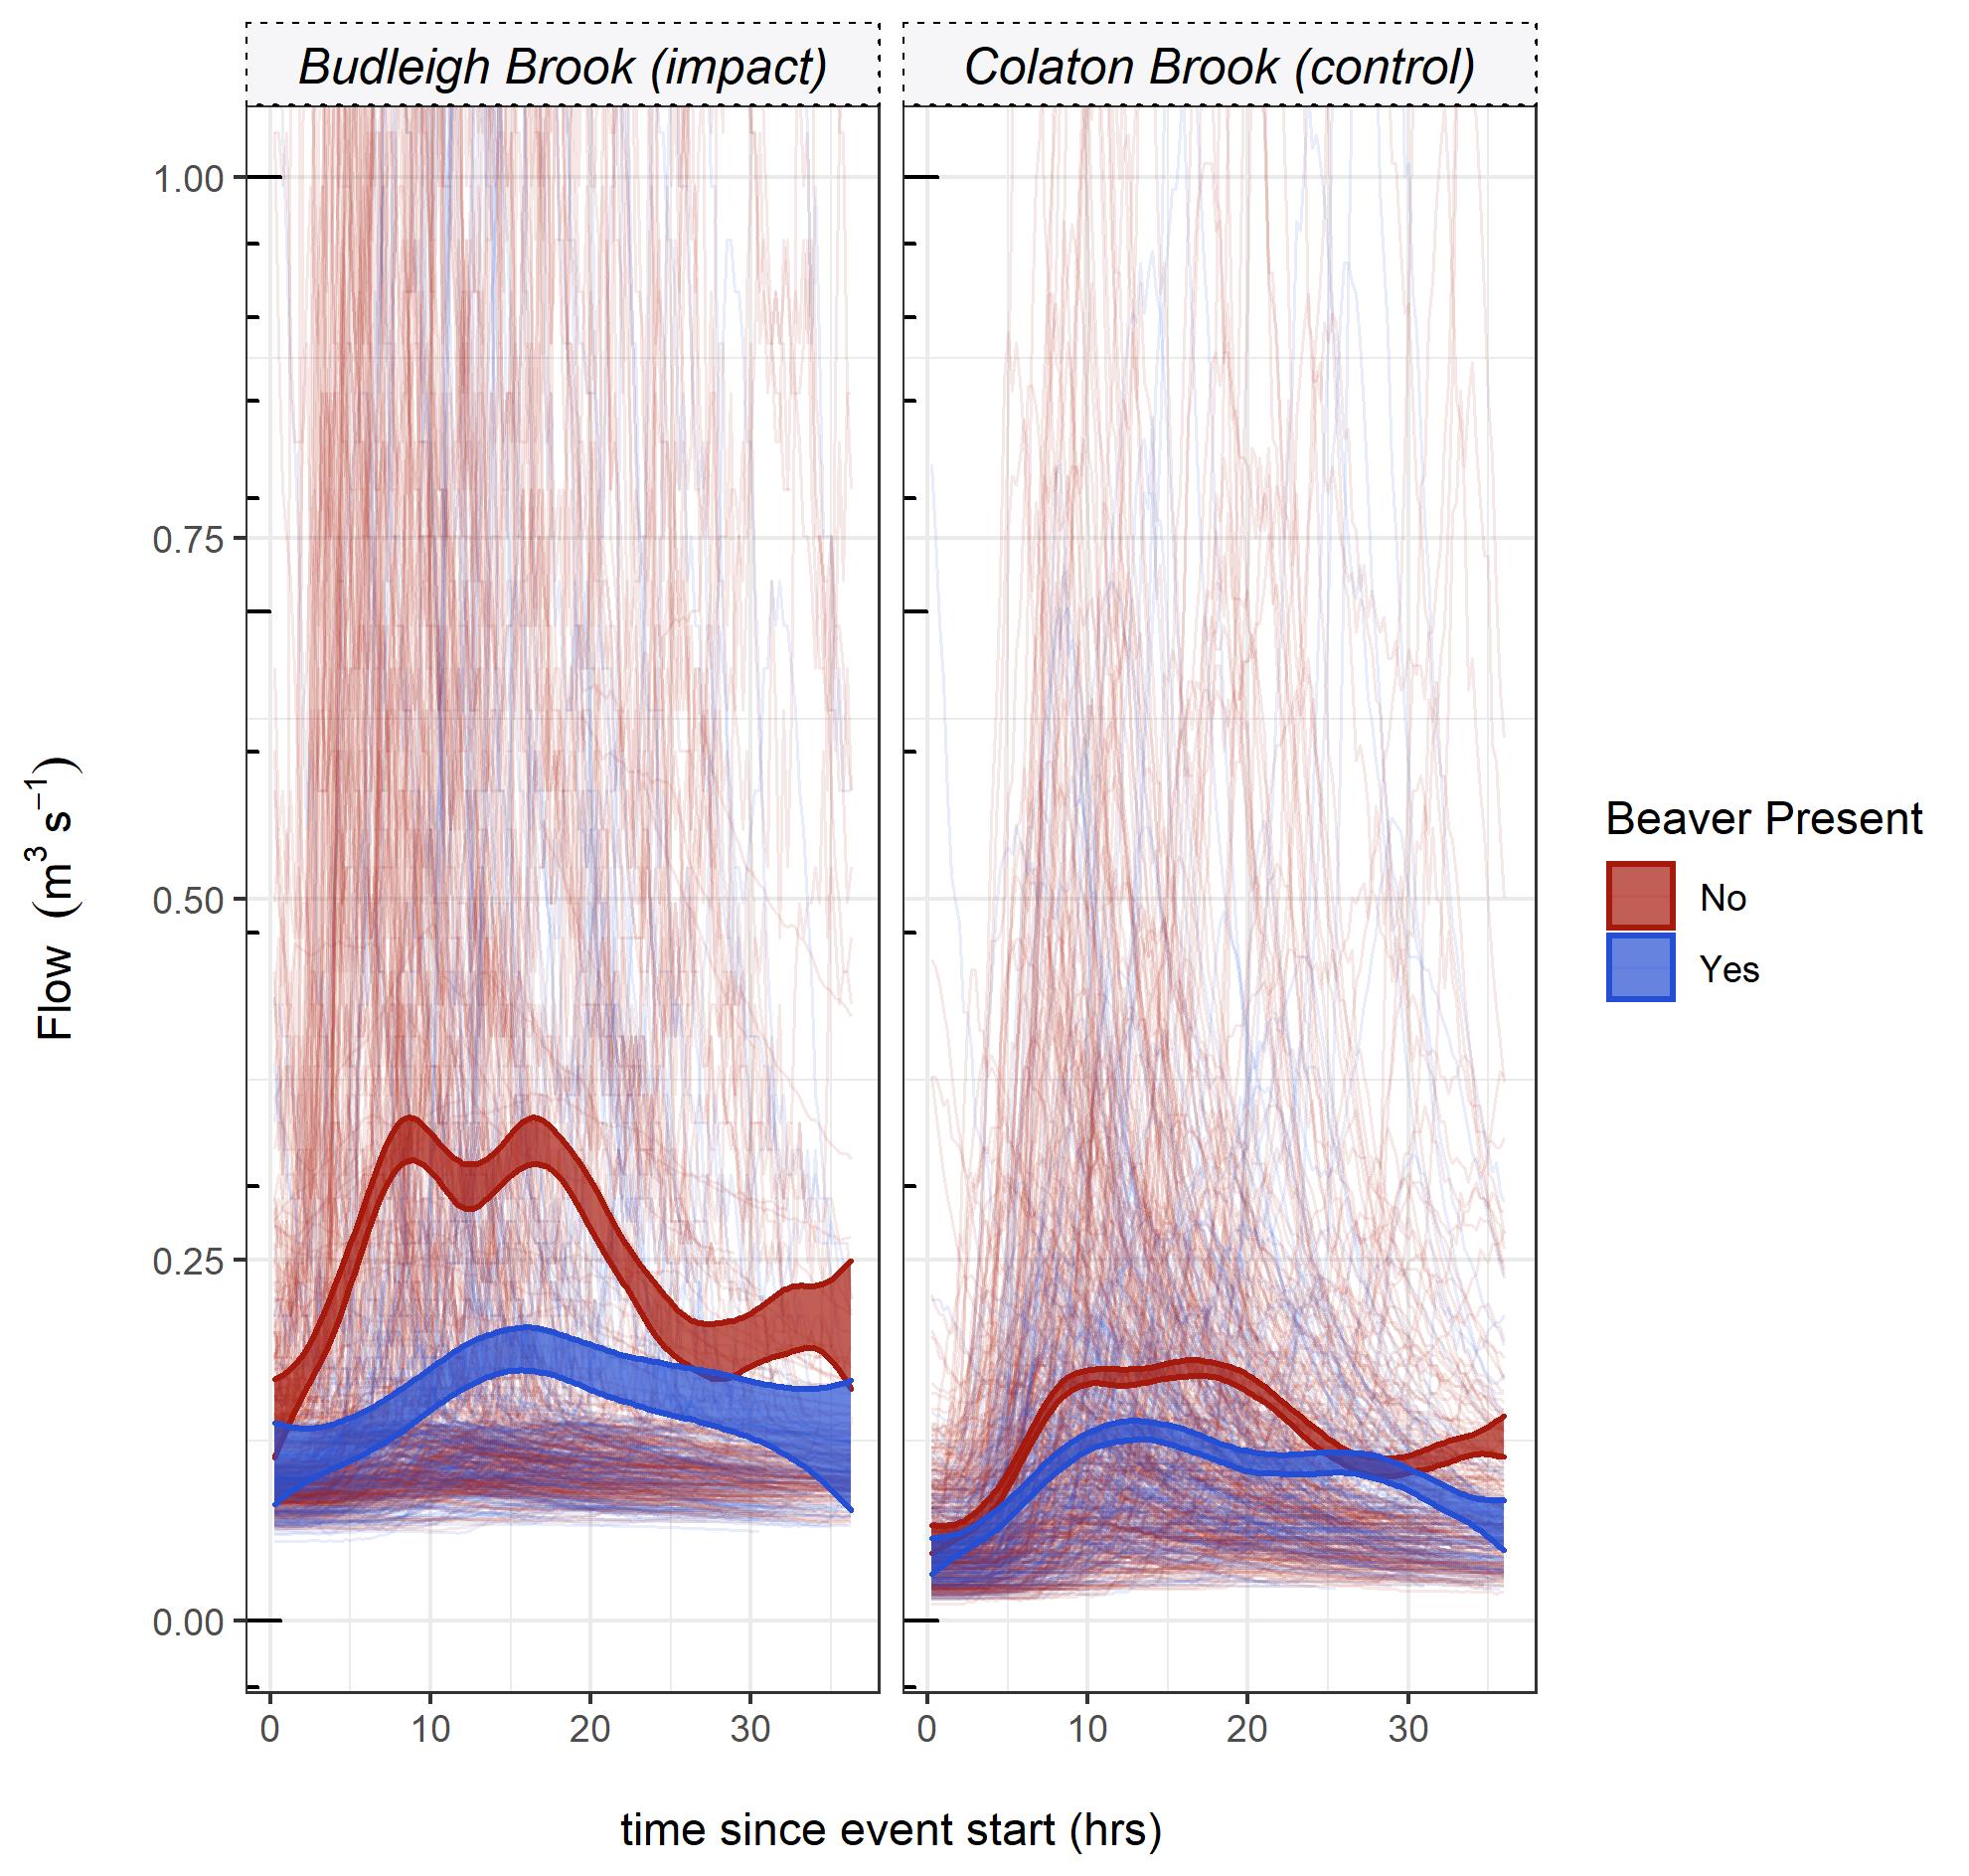 Budleigh Brook (impact)
Colaton Brook (control)
1.00
0.75
0.50
0.25
0.00
Flow (m³ s⁻¹)
0 10 20 30
0 10 20 30
time since event start (hrs)
Beaver Present
No
Yes